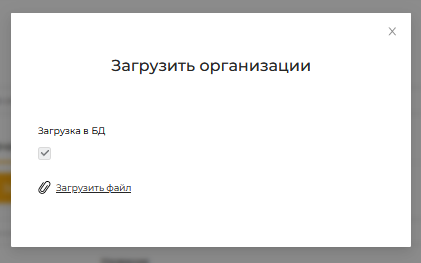 Загрузить организации
Загрузка в БД
Загрузить файл